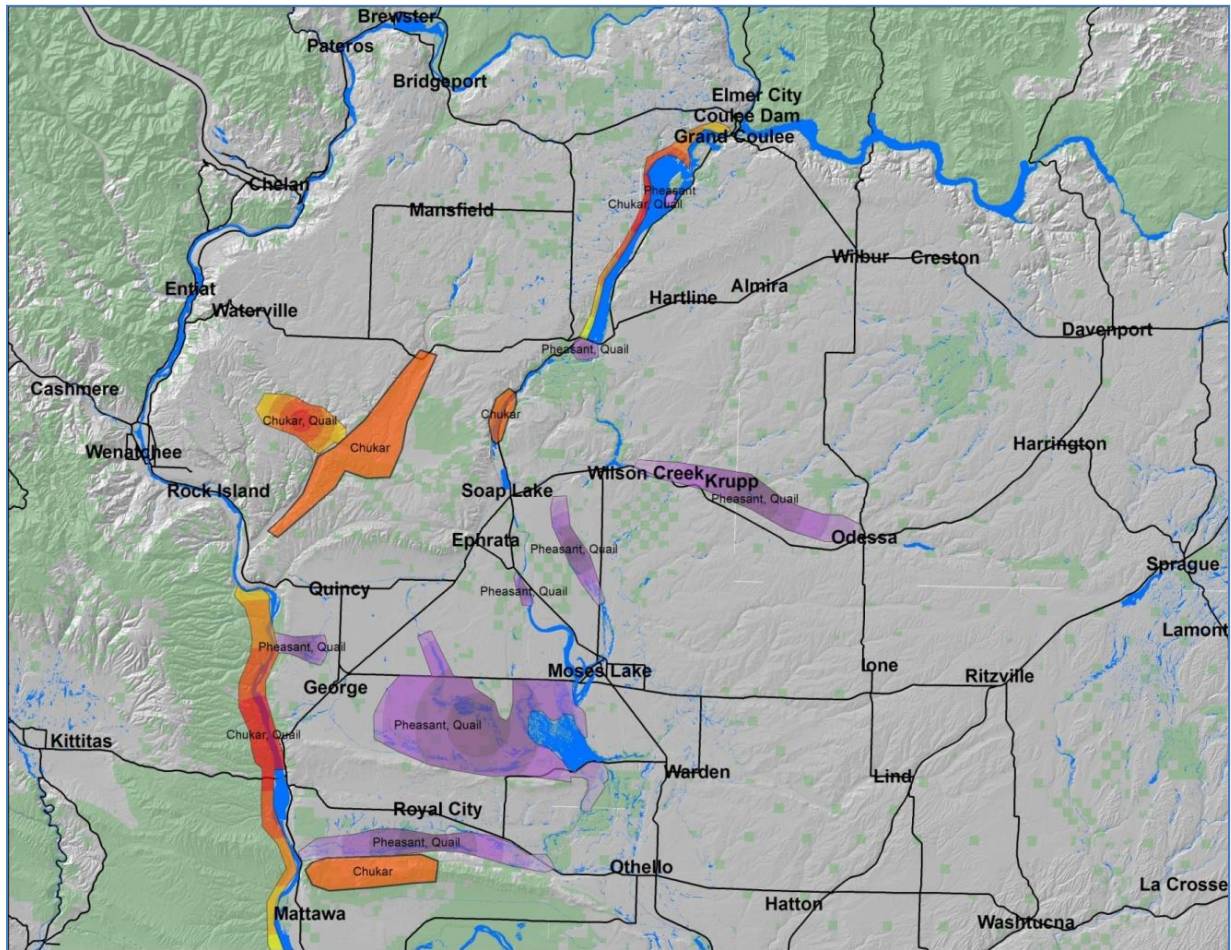 Brewster
Pateros
Bridgeport
Elmer City
Coulee Dam
Grand Coulee
Chelan
Pheasant
Chukar, Quail
Mansfield
Wilbur
Creston
Entiat
Almira
Hartline
Waterville
Davenport
Pheasant, Quail
Cashmere
Chukar
Chukar, Quail
Chukar
Harrington
Wenatchee
Wilson Creek
Krupp
Rock Island
Soap Lake
Pheasant, Quail
Ephrata
Odessa
Pheasant, Quail
Sprague
Quincy
Pheasant, Quail
Lamont
Pheasant, Quail
Moses Lake
Ione
Ritzville
George
Pheasant, Quail
Chukar, Quail
Kittitas
Warden
Lind
Royal City
Pheasant, Quail
Othello
Chukar
La Crosse
Hatton
Mattawa
Washtucna